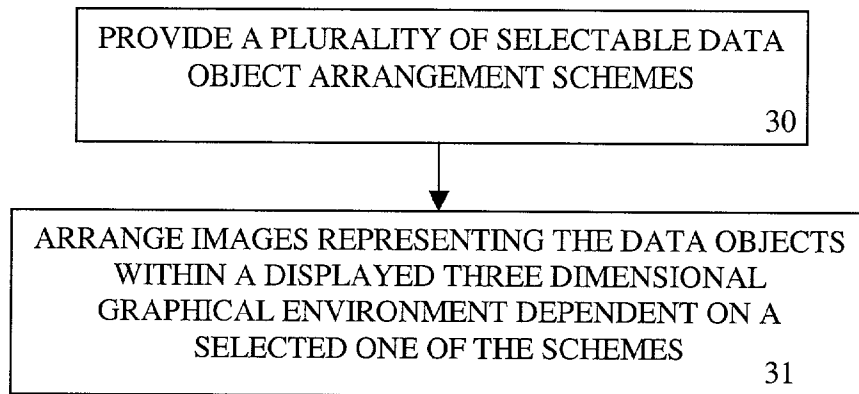 PROVIDE A PLURALITY OF SELECTABLE DATA
OBJECT ARRANGEMENT SCHEMES
30
ARRANGE IMAGES REPRESENTING THE DATA OBJECTS
WITHIN A DISPLAYED THREE DIMENSIONAL
GRAPHICAL ENVIRONMENT DEPENDENT ON A
SELECTED ONE OF THE SCHEMES
31